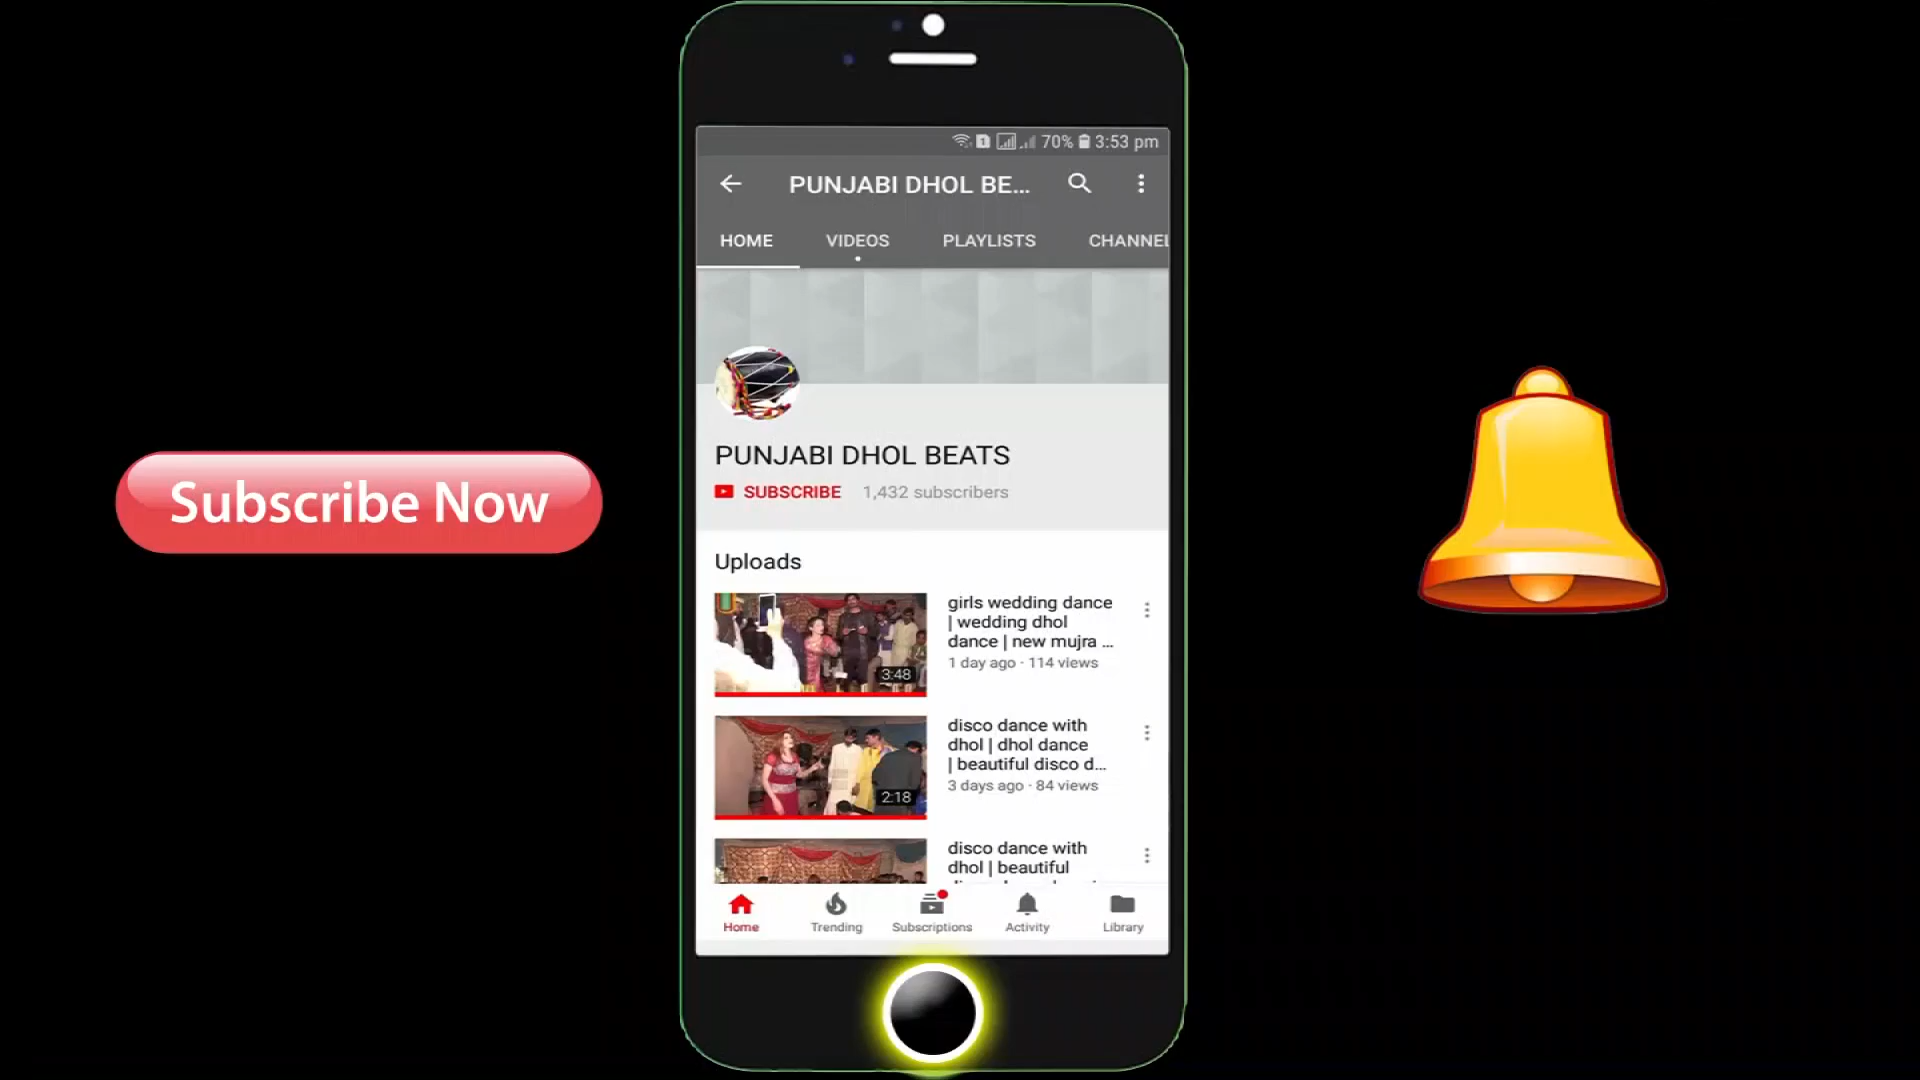 70% 3:53 pm
PUNJABI DHOL BE...
HOME VIDEOS PLAYLISTS CHANNEL
PUNJABI DHOL BEATS
SUBSCRIBE 1,432 subscribers
Subscribe Now
Uploads
girls wedding dance
| wedding dhol
dance | new mujra ...
1 day ago · 114 views
3:48
disco dance with
dhol | dhol dance
| beautiful disco d...
3 days ago · 84 views
2:18
disco dance with
dhol | beautiful
Home Trending Subscriptions Activity Library